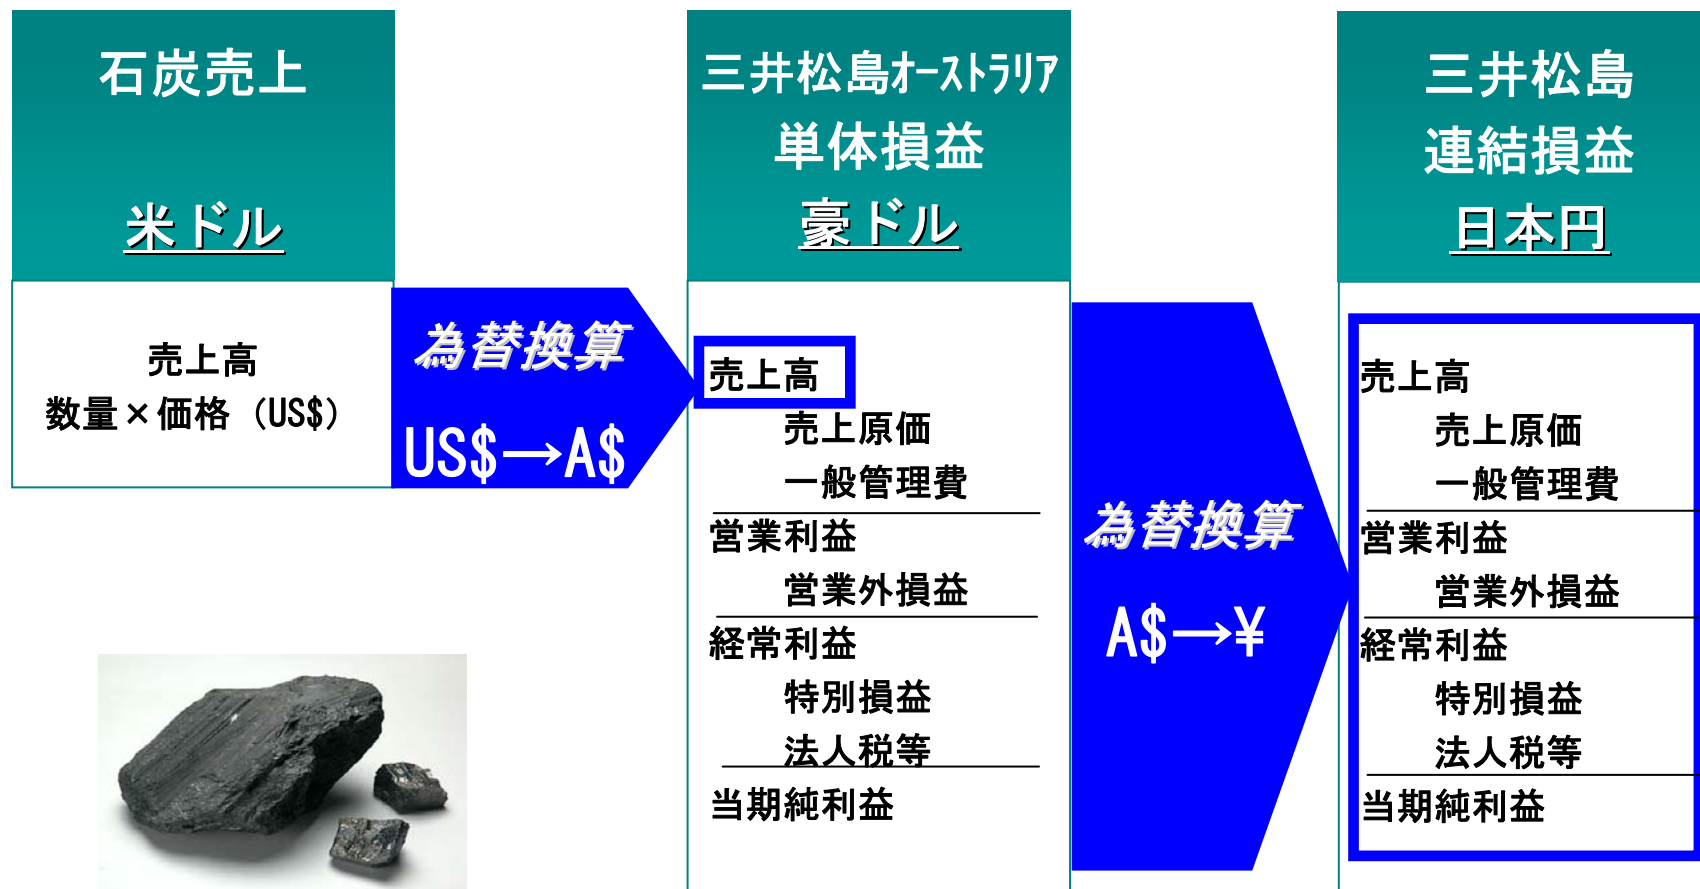 石炭売上
米ドル
売上高
数量×価格（US$）
為替換算
US$→A$
三井松島ｵｰｽﾄﾗﾘｱ
単体損益
豪ドル
売上高
売上原価
一般管理費
営業利益
営業外損益
経常利益
特別損益
法人税等
当期純利益
為替換算
A$→¥
三井松島
連結損益
日本円
売上高
売上原価
一般管理費
営業利益
営業外損益
経常利益
特別損益
法人税等
当期純利益